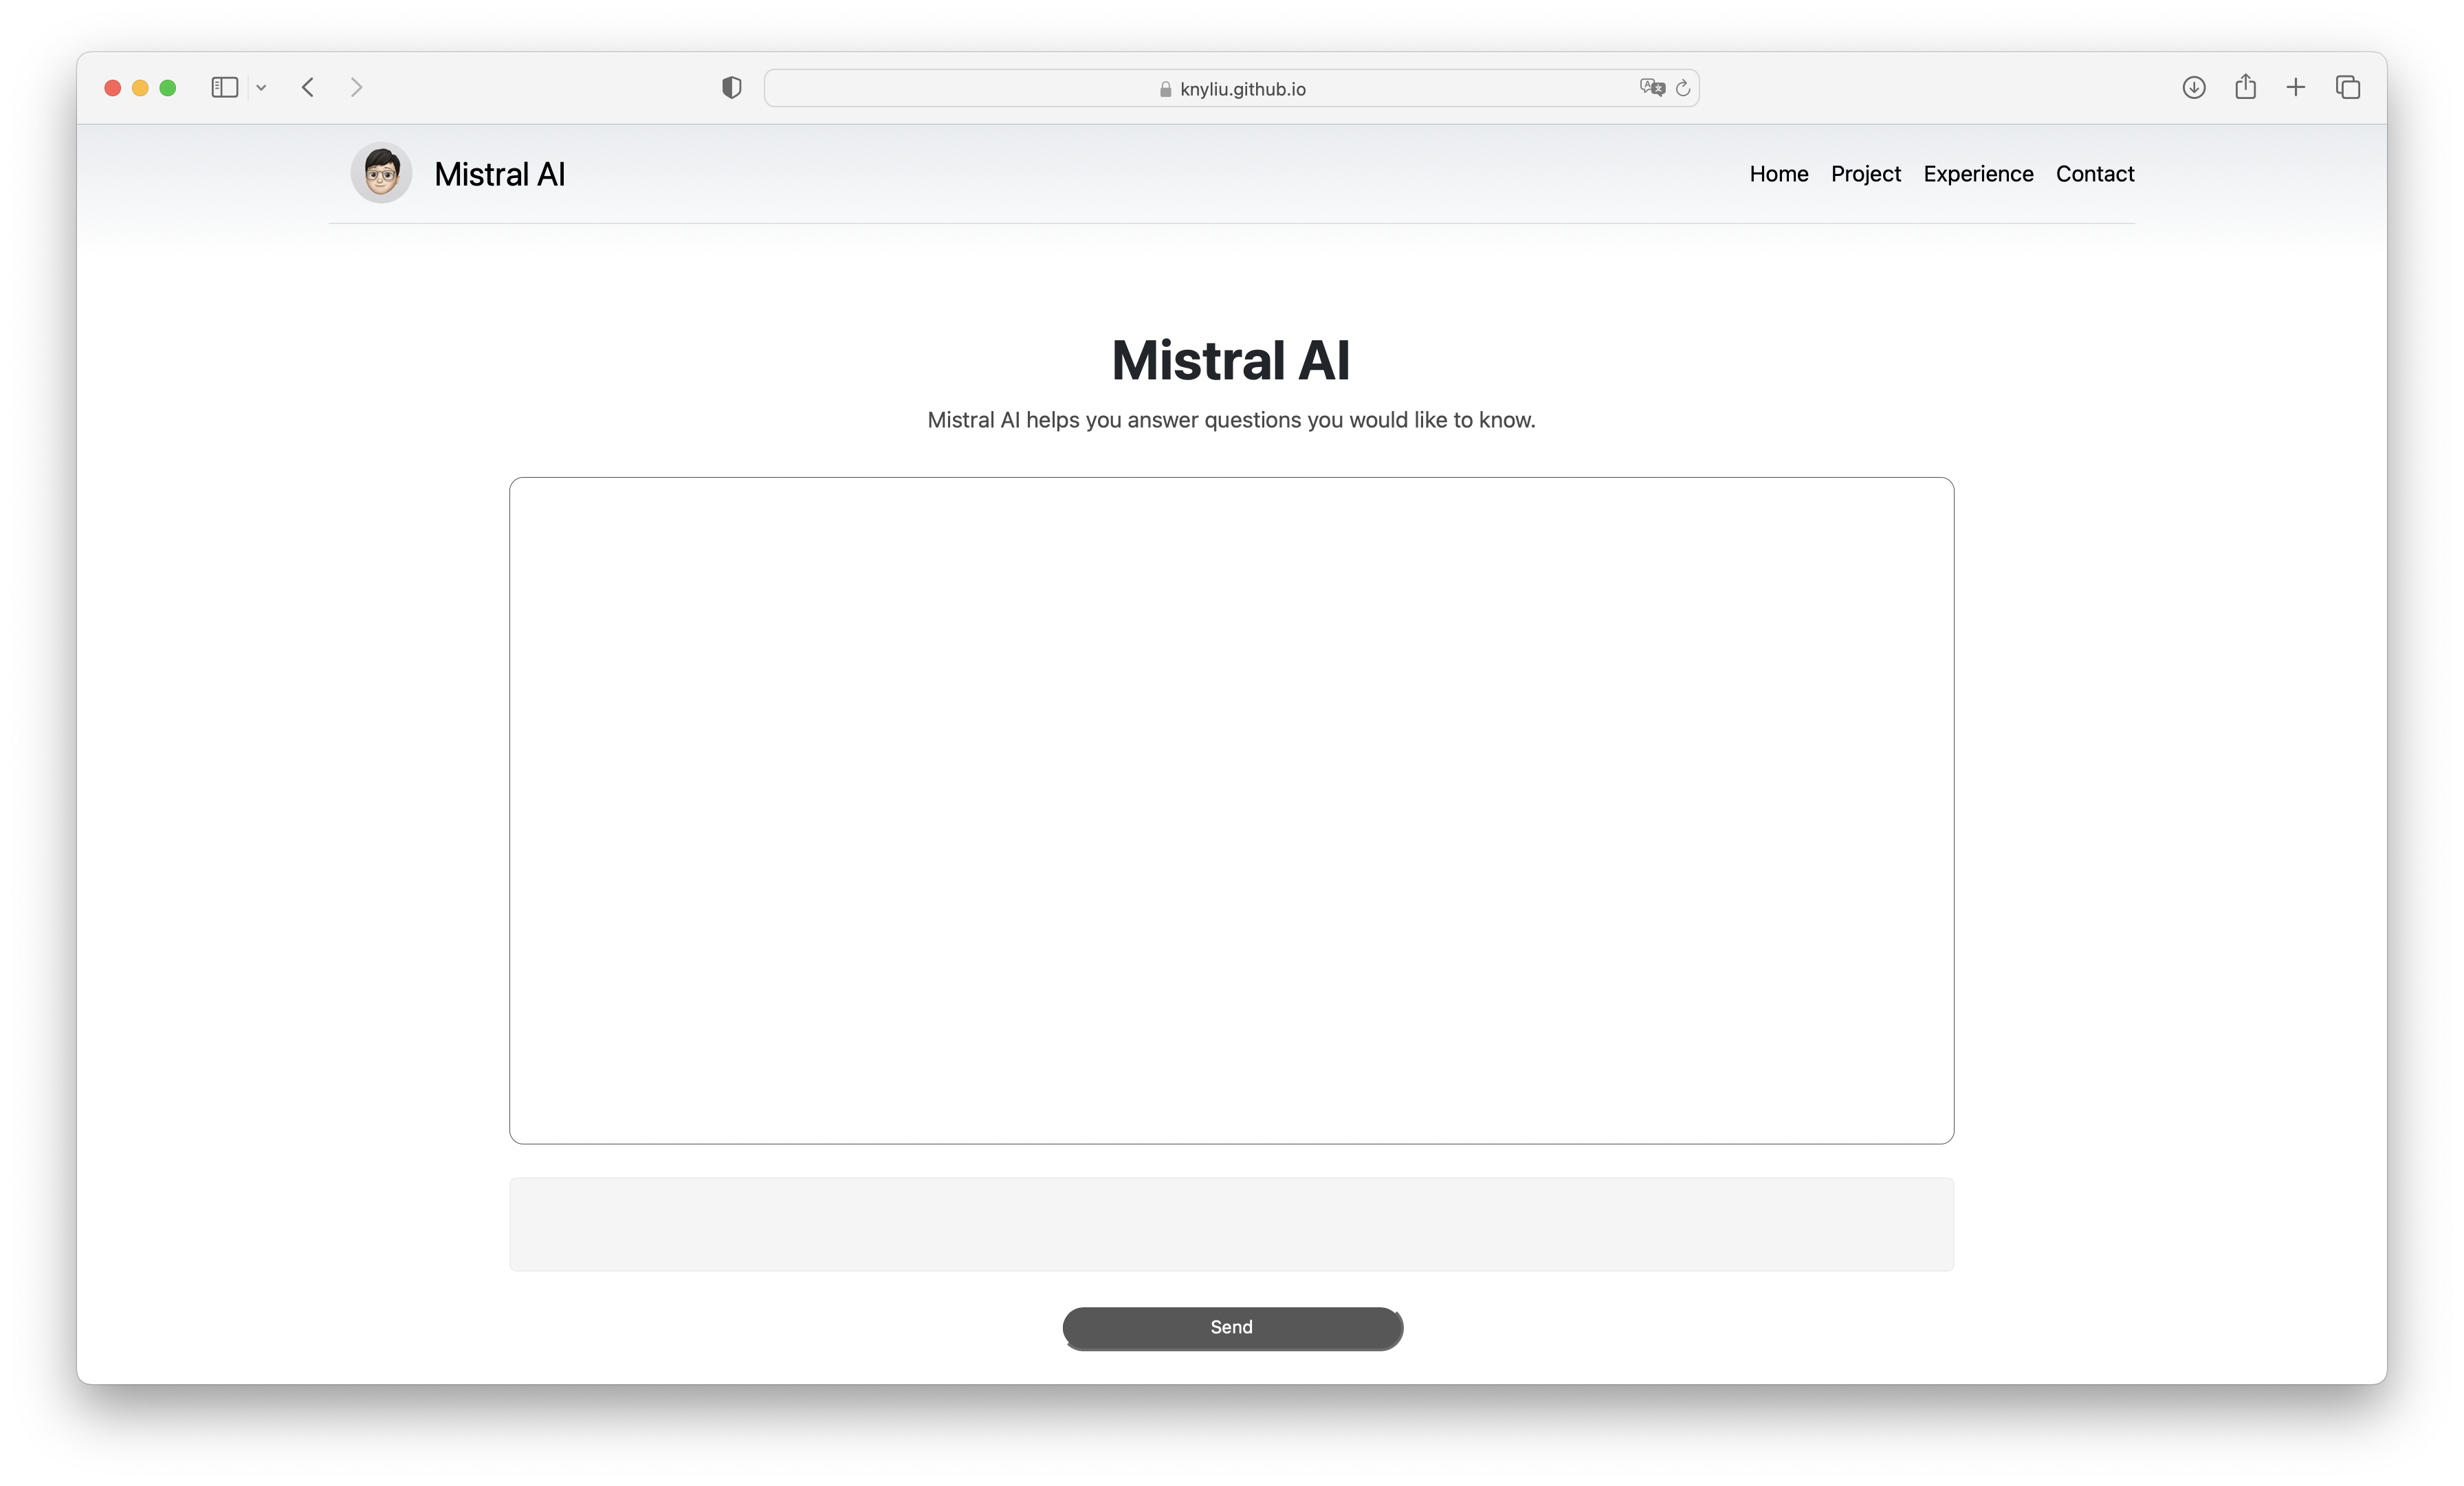 knyliu.github.io
Mistral AI
Home Project Experience Contact
Mistral AI
Mistral AI helps you answer questions you would like to know.
Send